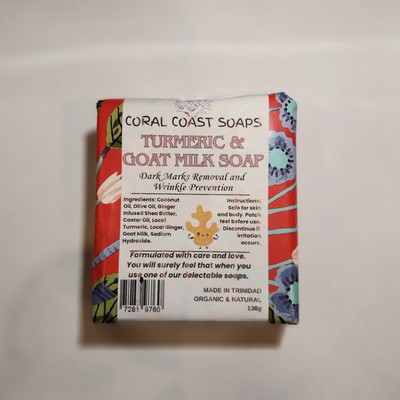 CORAL COAST SOAPS
TURMERIC &
GOAT MILK SOAP
Dark Marks Removal and
Wrinkle Prevention
Ingredients: Coconut
Oil, Olive Oil, Ginger
Infused Shea Butter,
Castor Oil, Local
Turmeric, Local Ginger,
Goat Milk, Sodium
Hydroxide.
Instructions:
Safe for skin
and body. Patch
test before use.
Discontinue if
irritation
occurs.
Formulated with care and love.
You will surely feel that when you
use one of our delectable soaps.
7261 9760
MADE IN TRINIDAD
ORGANIC & NATURAL
136g